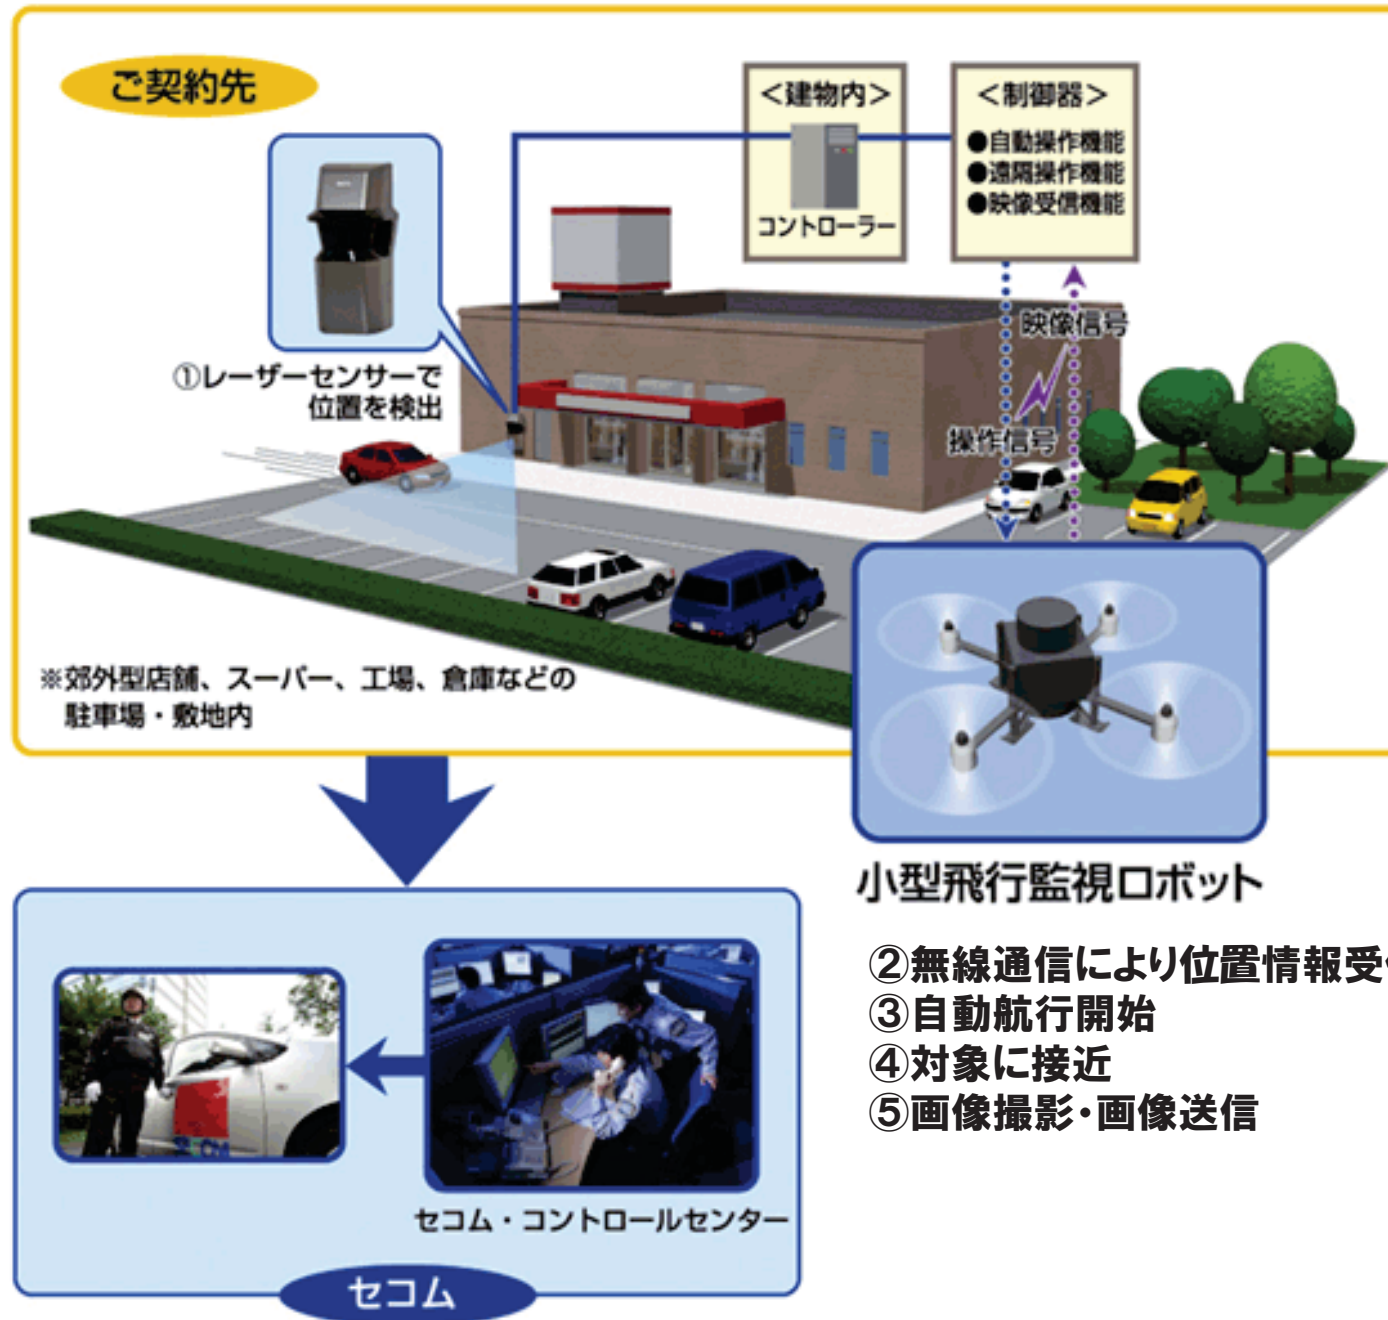 ご契約先
＜建物内＞
コントローラー
＜制御器＞
●自動操作機能
●遠隔操作機能
●映像受信機能
①レーザーセンサーで
位置を検出
映像信号
操作信号
※郊外型店舗、スーパー、工場、倉庫などの
駐車場・敷地内
小型飛行監視ロボット
②無線通信により位置情報受
③自動航行開始
④対象に接近
⑤画像撮影・画像送信
セコム・コントロールセンター
セコム